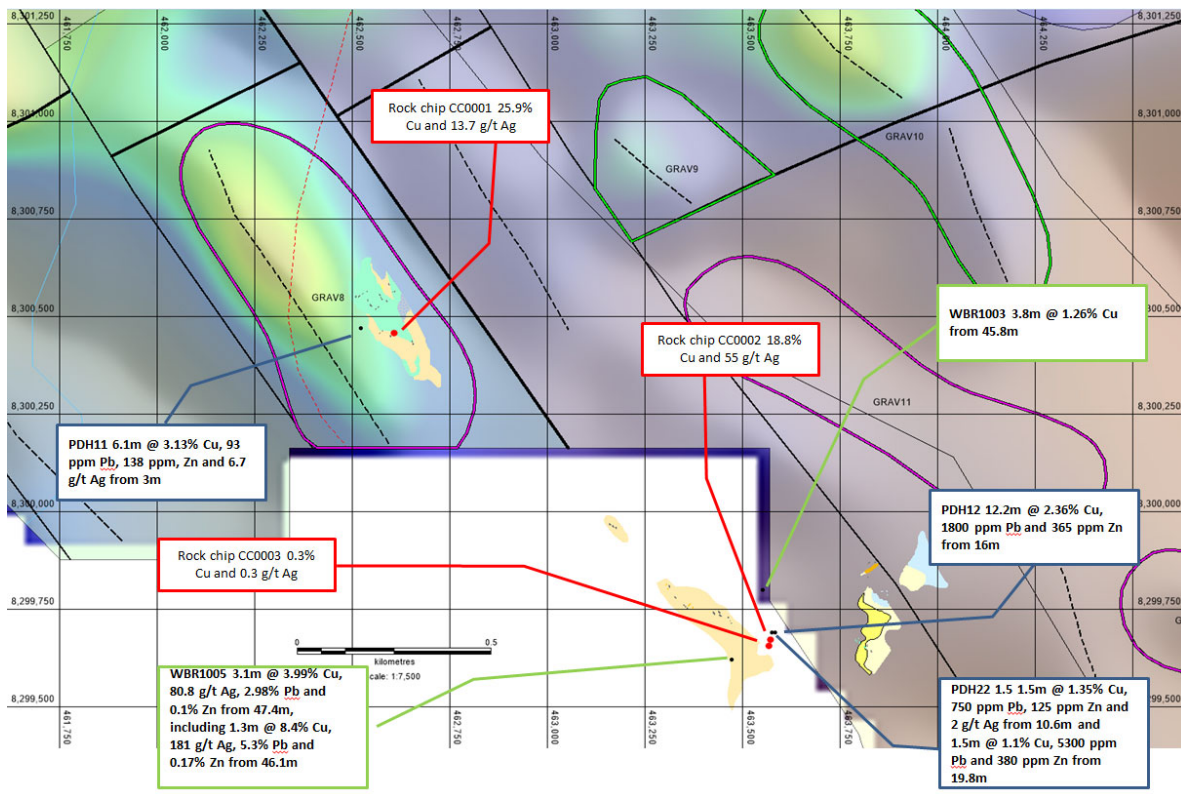 8,301,250
461,750
462,000
462,250
462,500
462,750
463,000
463,250
463,500
463,750
464,000
464,250
8,301,250
Rock chip CC0001 25.9%
Cu and 13.7 g/t Ag
8,301,000
8,301,000
GRAV10
GRAV9
8,300,750
8,300,750
GRAV8
WBR1003 3.8m @ 1.26% Cu
from 45.8m
8,300,500
8,300,500
Rock chip CC0002 18.8%
Cu and 55 g/t Ag
GRAV11
8,300,250
8,300,250
PDH11 6.1m @ 3.13% Cu, 93
ppm Pb, 138 ppm, Zn and 6.7
g/t Ag from 3m
8,300,000
8,300,000
PDH12 12.2m @ 2.36% Cu,
1800 ppm Pb and 365 ppm Zn
from 16m
Rock chip CC0003 0.3%
Cu and 0.3 g/t Ag
8,299,750
8,299,750
G
0
0.5
kilometres
cale: 1:7,500
WBR1005 3.1m @ 3.99% Cu,
80.8 g/t Ag, 2.98% Pb and
0.1% Zn from 47.4m,
including 1.3m @ 8.4% Cu,
181 g/t Ag, 5.3% Pb and
0.17% Zn from 46.1m
PDH22 1.5 1.5m @ 1.35% Cu,
750 ppm Pb, 125 ppm Zn and
2 g/t Ag from 10.6m and
1.5m @ 1.1% Cu, 5300 ppm
Pb and 380 ppm Zn from
19.8m
8,299,500
8,299,500
461,750
462,750
463,000
463,250
463,500
463,750